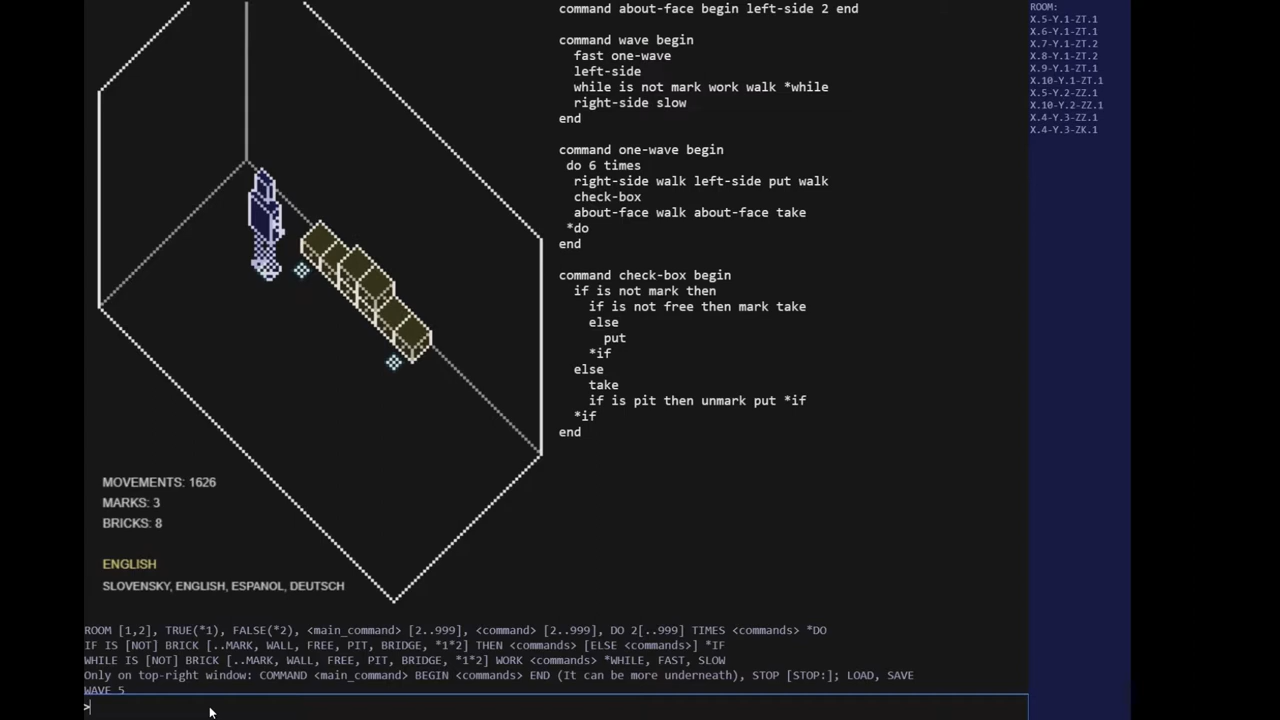 command about-face begin left-side 2 end
command wave begin
fast one-wave
left-side
while is not mark work walk *while
right-side slow
end
command one-wave begin
do 6 times
right-side walk left-side put walk
check-box
about-face walk about-face take
*do
end
command check-box begin
if is not mark then
if is not free then mark take
else
put
*if
else
take
if is pit then unmark put *if
*if
end
ROOM:
X.5-Y.1-ZT.1
X.6-Y.1-ZT.1
X.7-Y.1-ZT.2
X.8-Y.1-ZT.2
X.9-Y.1-ZT.1
X.10-Y.1-ZT.1
X.5-Y.2-ZZ.1
X.10-Y.2-ZZ.1
X.4-Y.3-ZT.1
X.4-Y.3-ZK.1
MOVEMENTS: 1626
MARKS: 3
BRICKS: 8
ENGLISH
SLOVENSKY, ENGLISH, ESPANOL, DEUTSCH
ROOM [1,2], TRUE(*1), FALSE(*2), <main_command> [2..999], <command> [2..999], DO 2[..999] TIMES <commands> *DO
IF IS [NOT] BRICK [..MARK, WALL, FREE, PIT, BRIDGE, *1*2] THEN <commands> [ELSE <commands>] *IF
WHILE IS [NOT] BRICK [..MARK, WALL, FREE, PIT, BRIDGE, *1*2] WORK <commands> *WHILE, FAST, SLOW
Only on top-right window: COMMAND <main_command> BEGIN <commands> END (It can be more underneath), STOP [STOP:]; LOAD, SAVE
WAVE 5
>